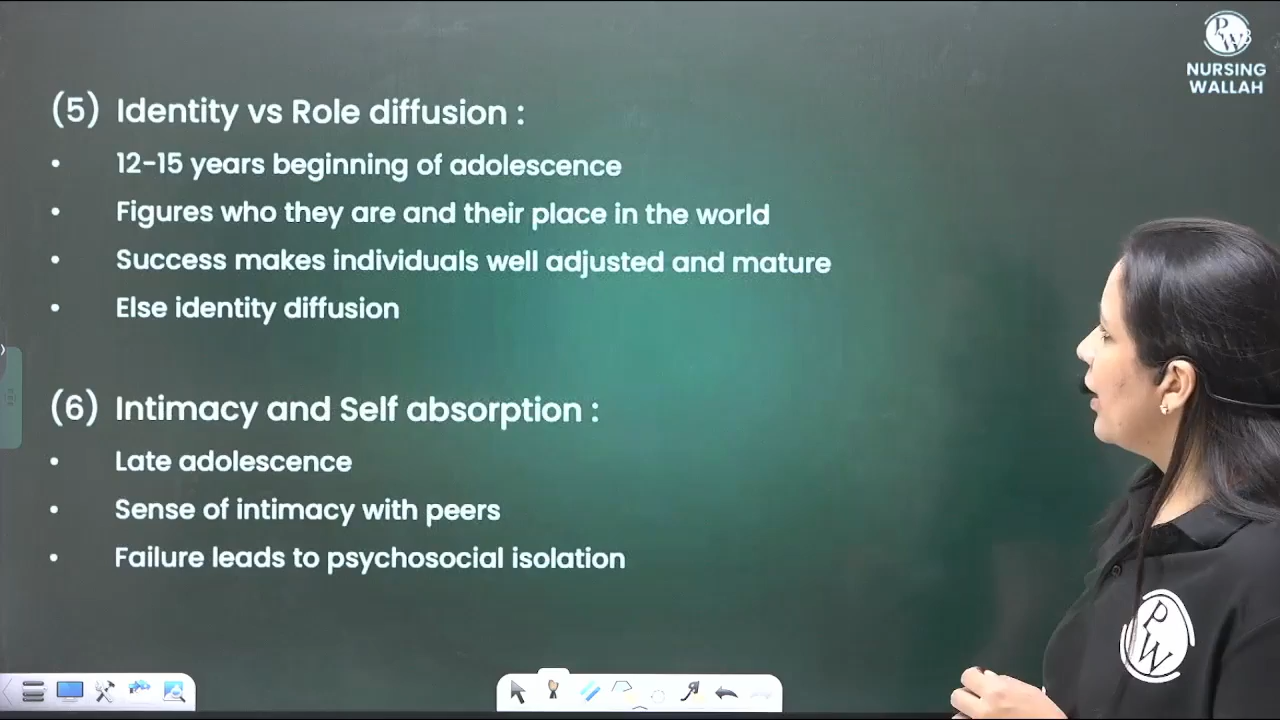 PW
NURSING
WALLAH
(5) Identity vs Role diffusion :
• 12-15 years beginning of adolescence
• Figures who they are and their place in the world
• Success makes individuals well adjusted and mature
• Else identity diffusion
(6) Intimacy and Self absorption :
• Late adolescence
• Sense of intimacy with peers
• Failure leads to psychosocial isolation
PW